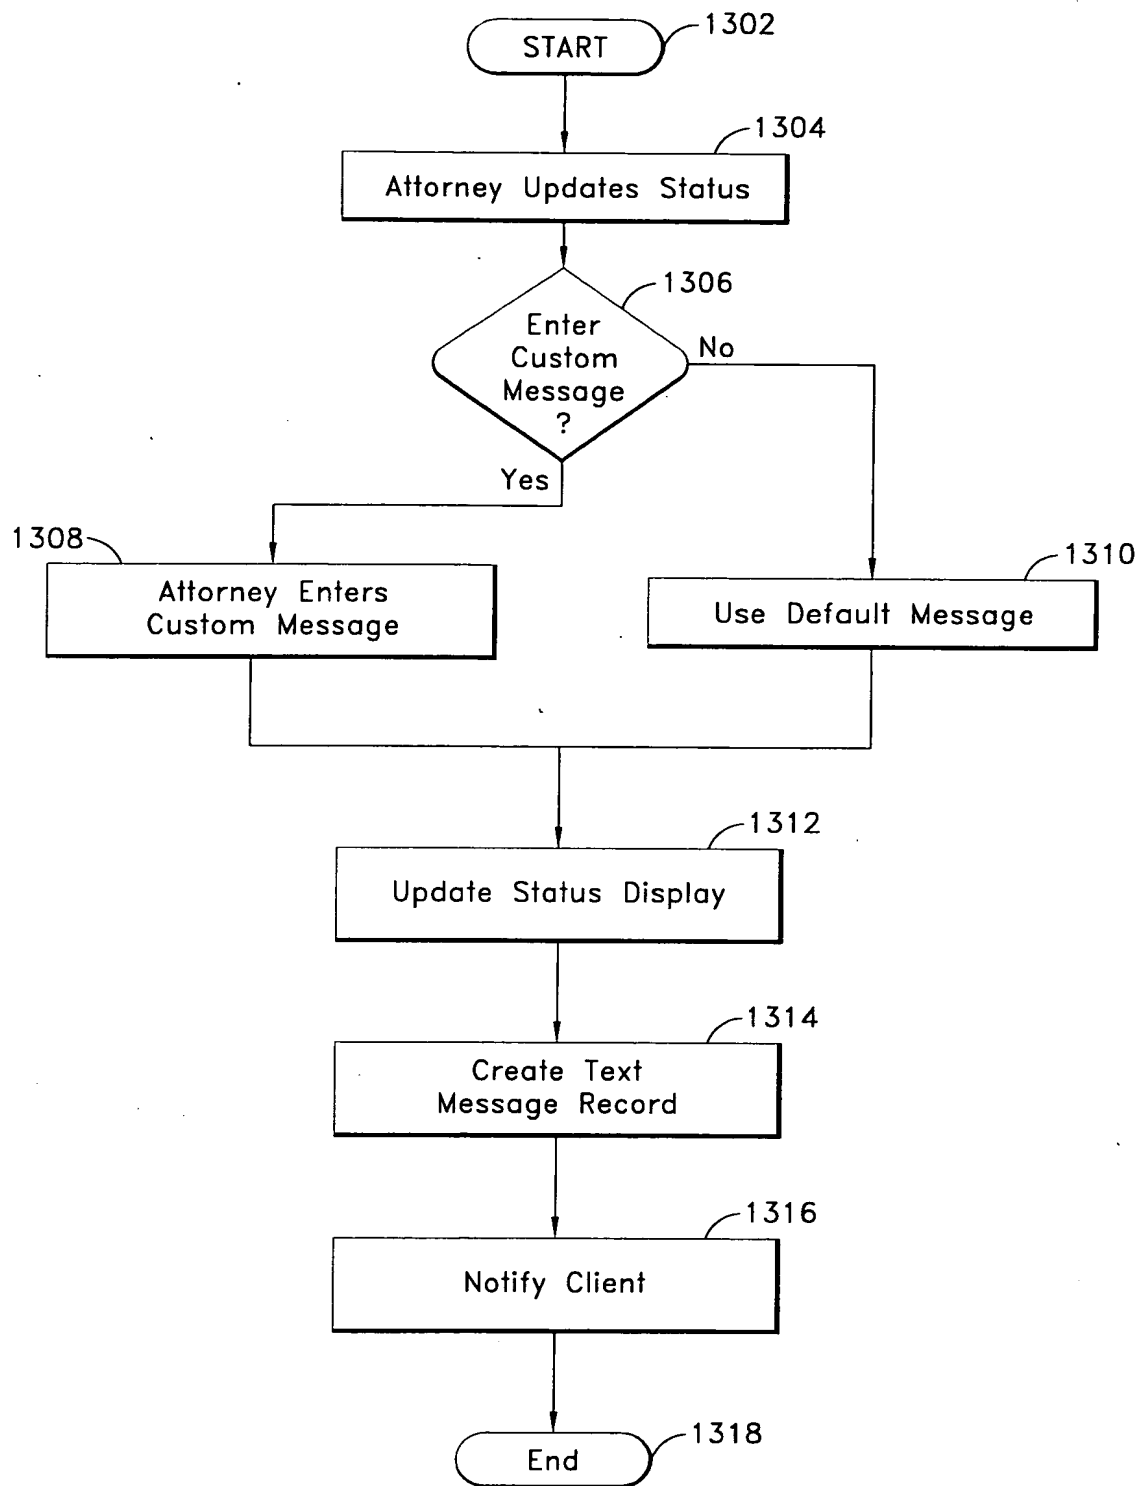 START
1302
1304
Attorney Updates Status
1306
Enter
Custom
Message
?
No
Yes
1308
Attorney Enters
Custom Message
1310
Use Default Message
1312
Update Status Display
1314
Create Text
Message Record
1316
Notify Client
1318
End